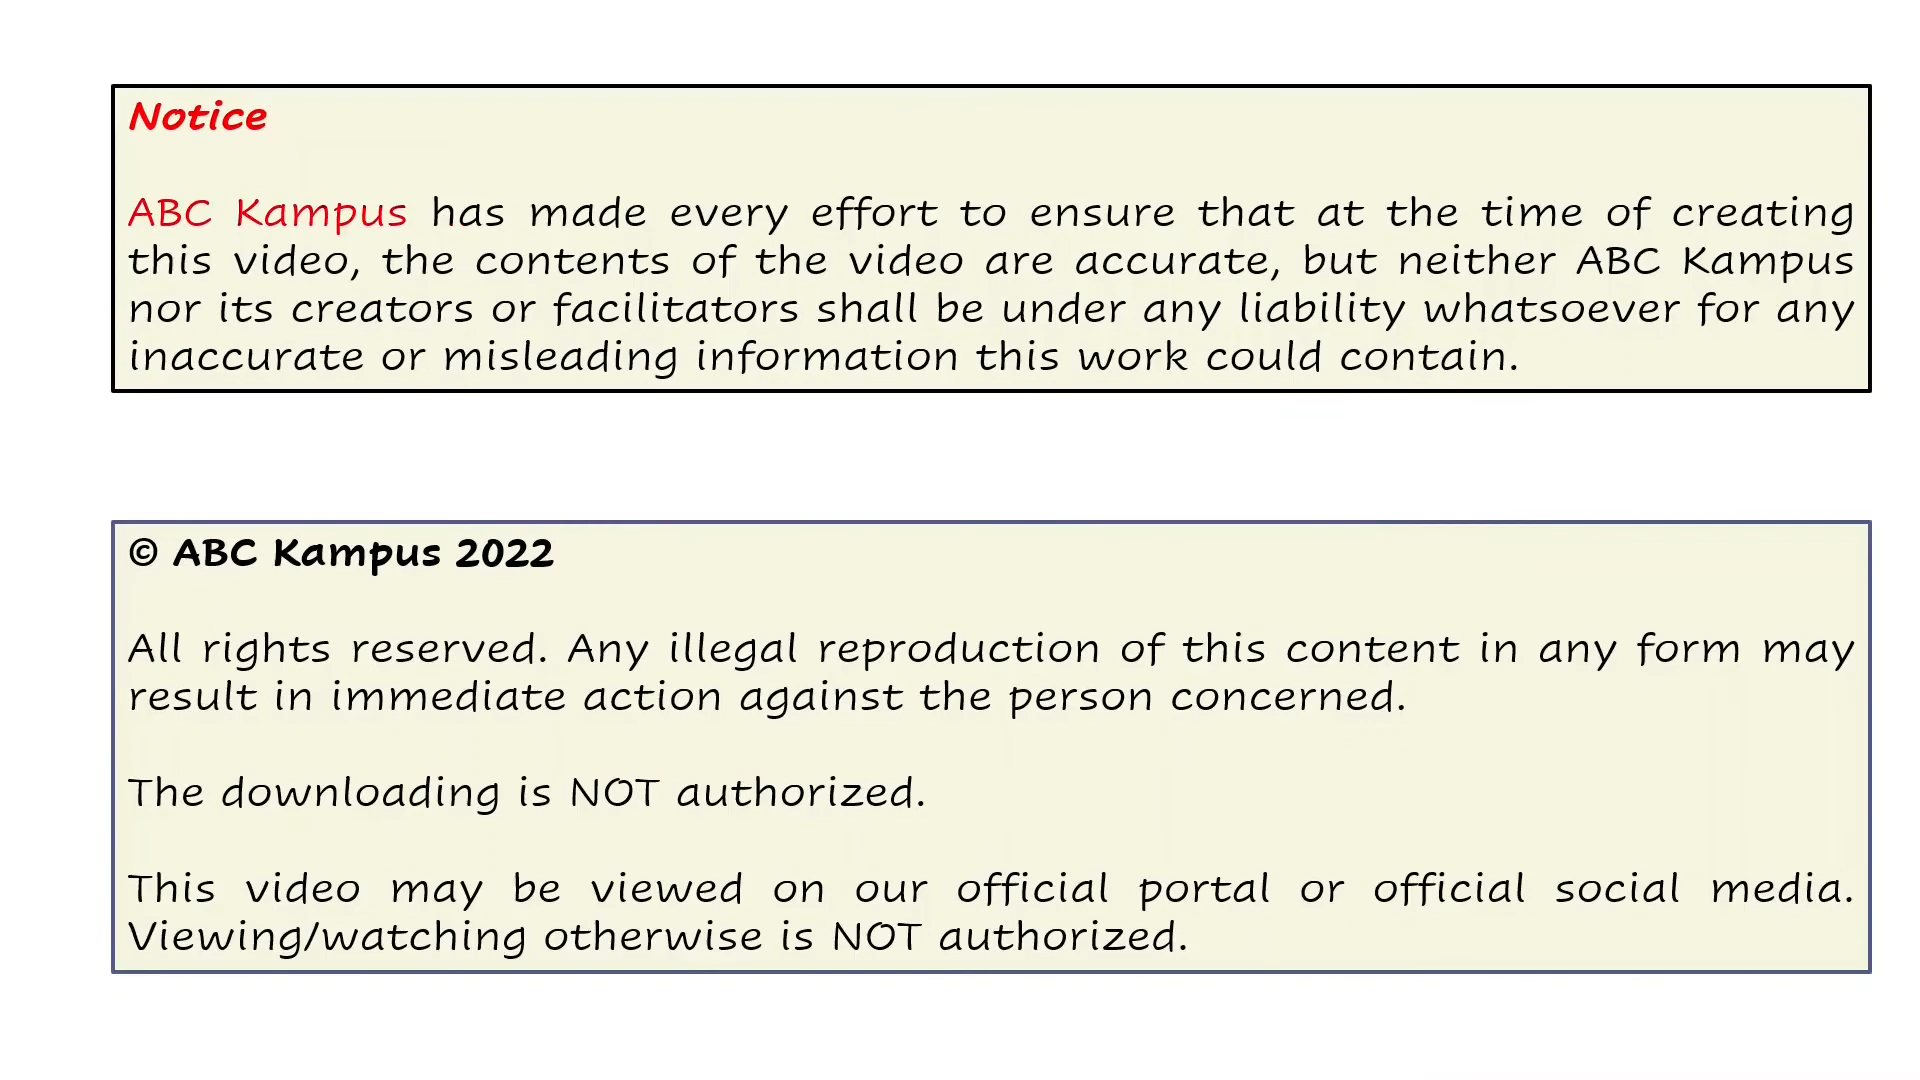 Notice
ABC Kampus has made every effort to ensure that at the time of creating
this video, the contents of the video are accurate, but neither ABC Kampus
nor its creators or facilitators shall be under any liability whatsoever for any
inaccurate or misleading information this work could contain.
© ABC Kampus 2022
All rights reserved. Any illegal reproduction of this content in any form may
result in immediate action against the person concerned.
The downloading is NOT authorized.
This video may be viewed on our official portal or official social media.
Viewing/watching otherwise is NOT authorized.